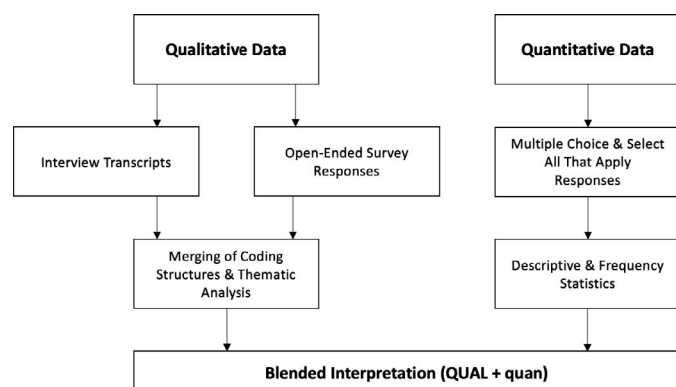 Qualitative Data
Quantitative Data
Interview Transcripts
Open-Ended Survey
Responses
Multiple Choice & Select
All That Apply
Responses
Merging of Coding
Structures & Thematic
Analysis
Descriptive & Frequency
Statistics
Blended Interpretation (QUAL + quan)